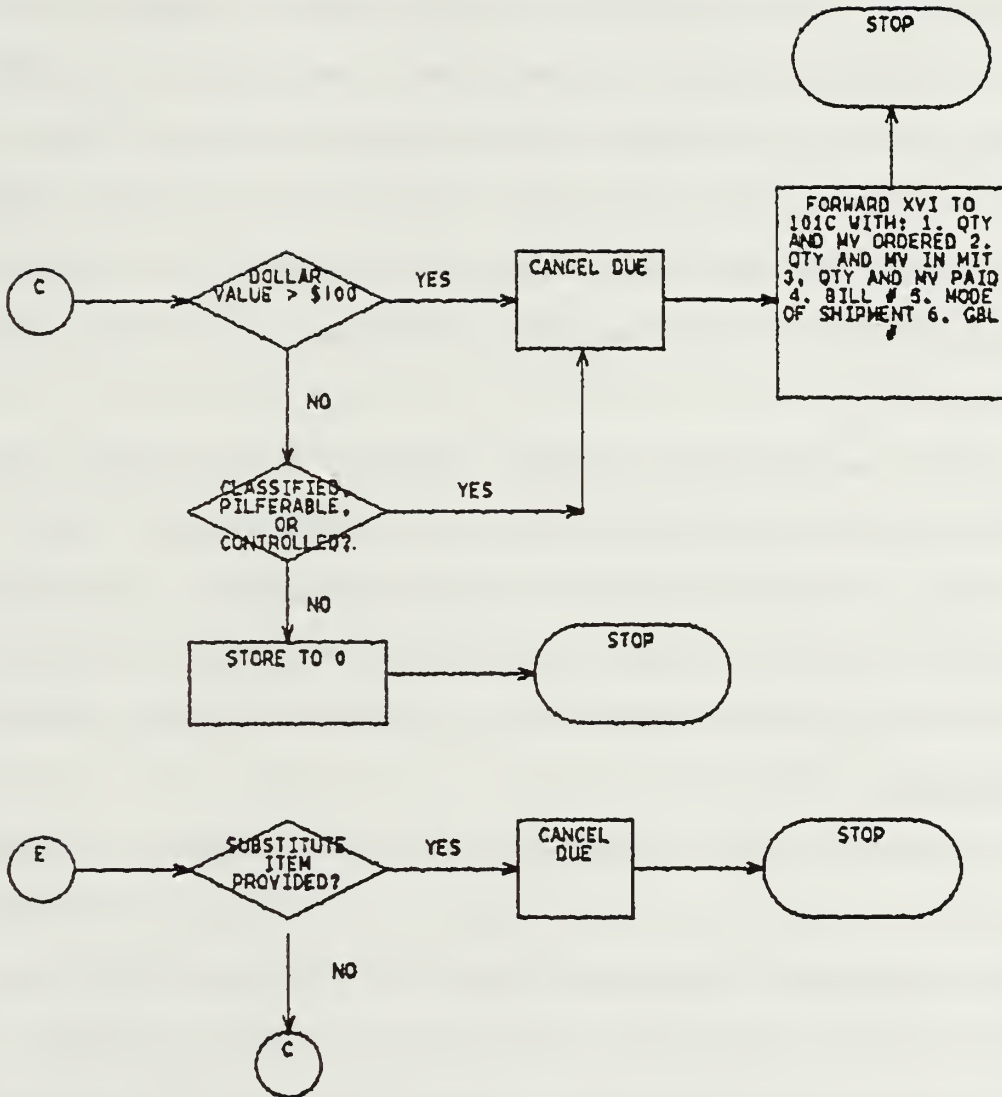 STOP
FORWARD XVI TO
101C WITH: 1. QTY
AND MV ORDERED 2.
QTY AND MV IN MIT
3. QTY AND MV PAID
4. BILL # 5. MODE
OF SHIPMENT 6. GBL
#
C
DOLLAR
VALUE > $100
YES
CANCEL DUE
NO
CLASSIFIED,
PILFERABLE,
OR
CONTROLLED?.
YES
NO
STORE TO 0
STOP
E
SUBSTITUTE
ITEM
PROVIDED?
YES
CANCEL
DUE
STOP
NO
C